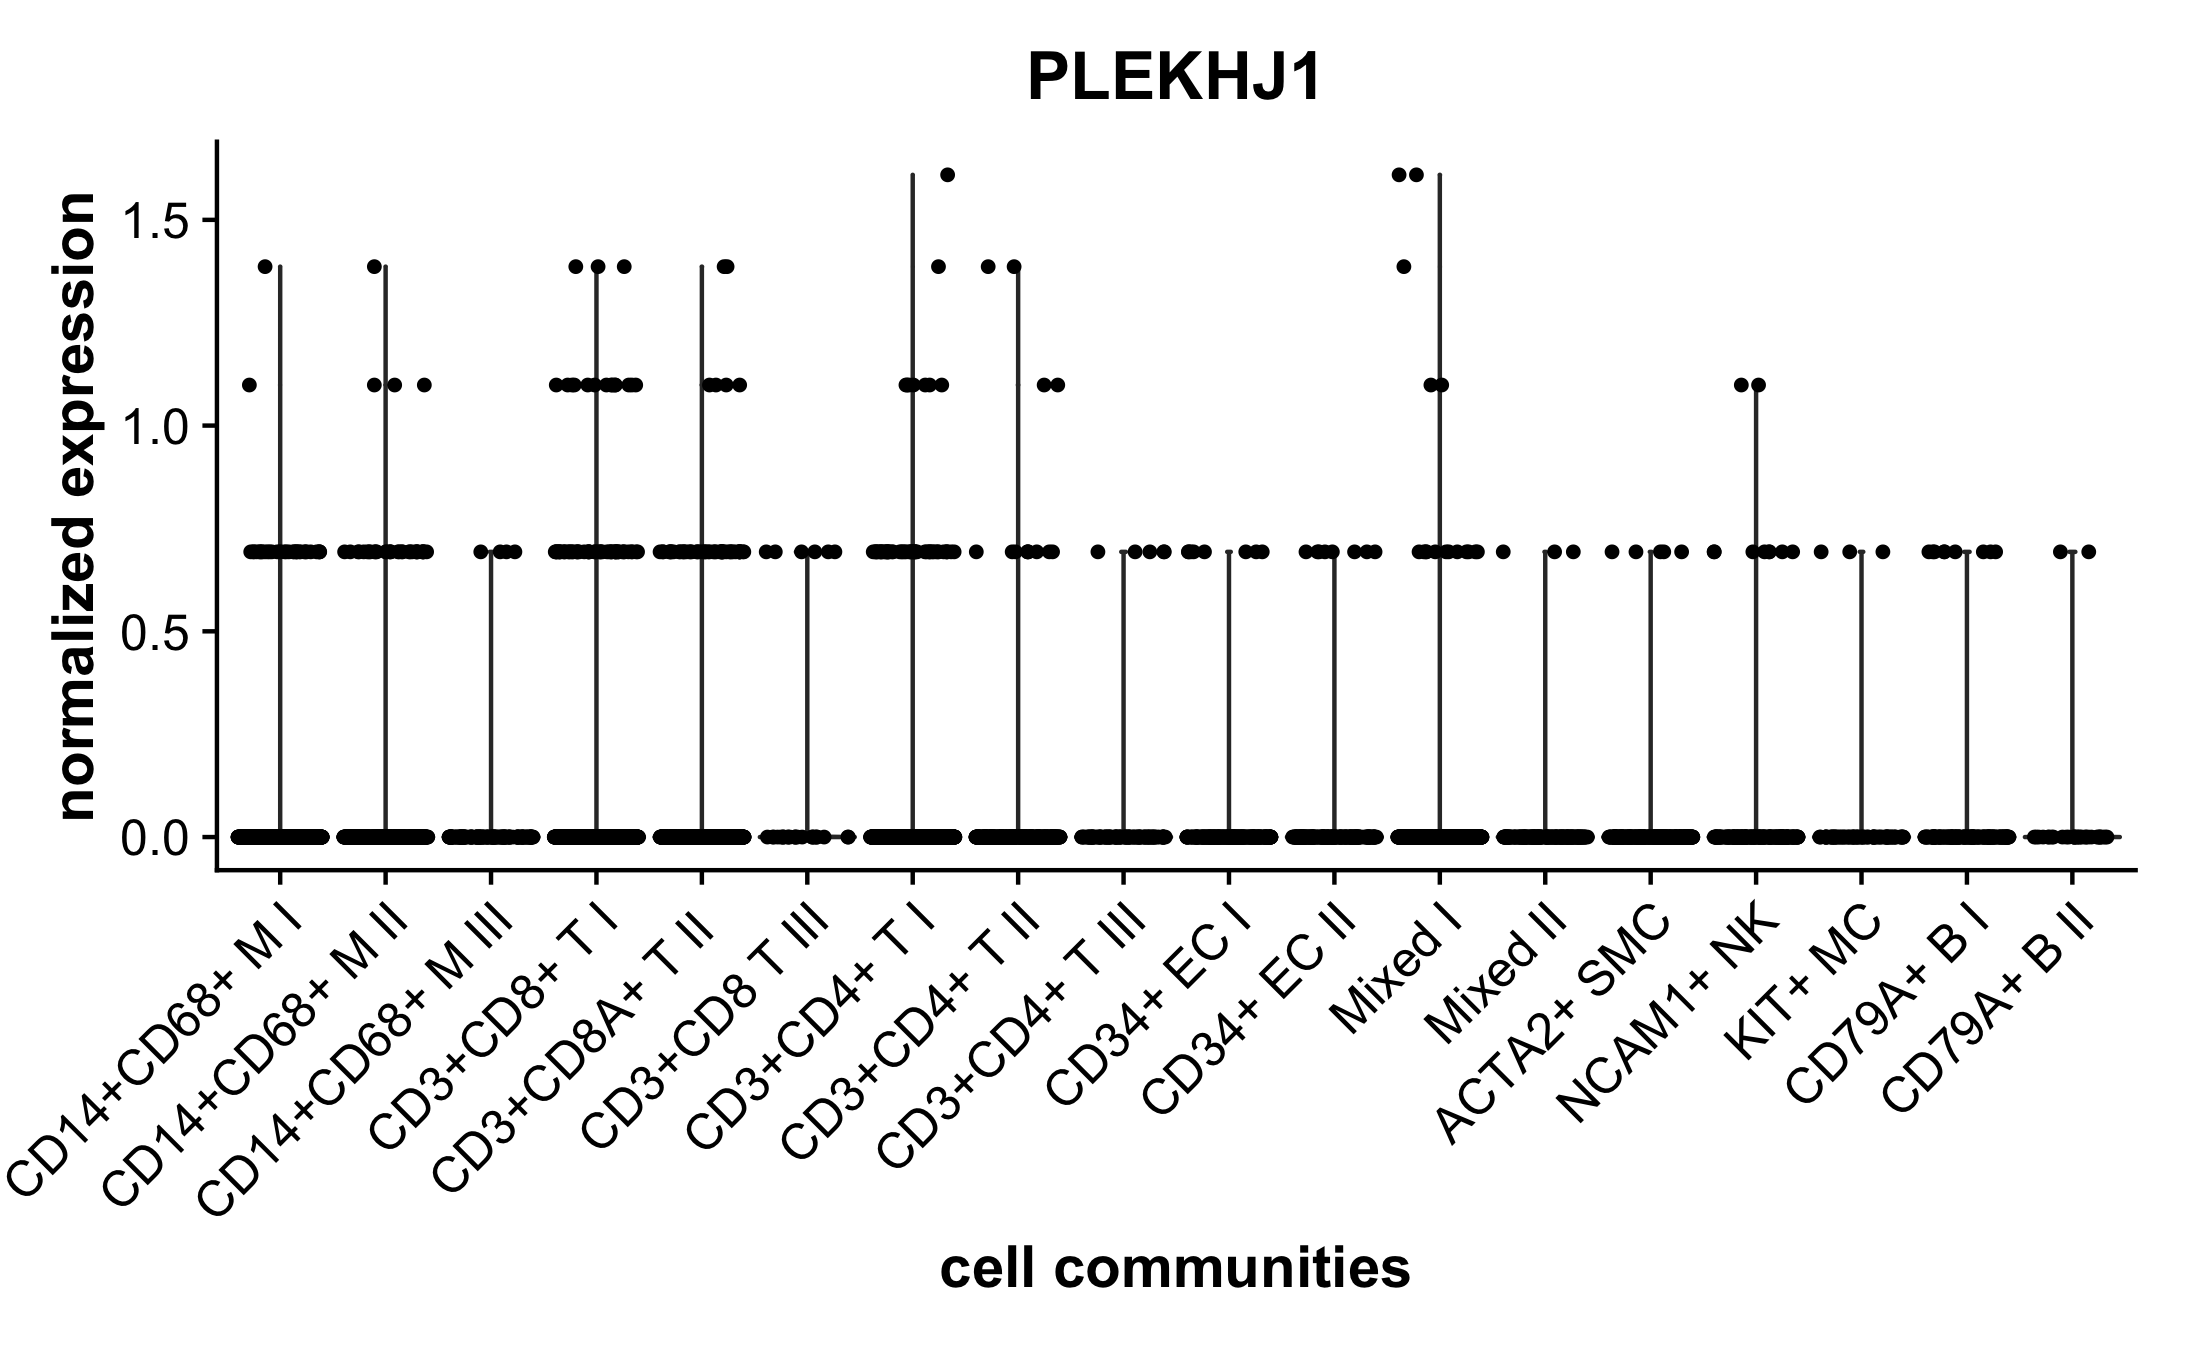 PLEKHJ1
normalized expression
1.5
1.0
0.5
0.0
CD14+CD68+ M I
CD14+CD68+ M II
CD14+CD68+ M III
CD3+CD8+ T I
CD3+CD8A+ T II
CD3+CD8 T III
CD3+CD4+ T I
CD3+CD4+ T II
CD3+CD4+ T III
CD34+ EC I
CD34+ EC II
Mixed I
Mixed II
ACTA2+ SMC
NCAM1+ NK
KIT+ MC
CD79A+ B I
CD79A+ B II
cell communities